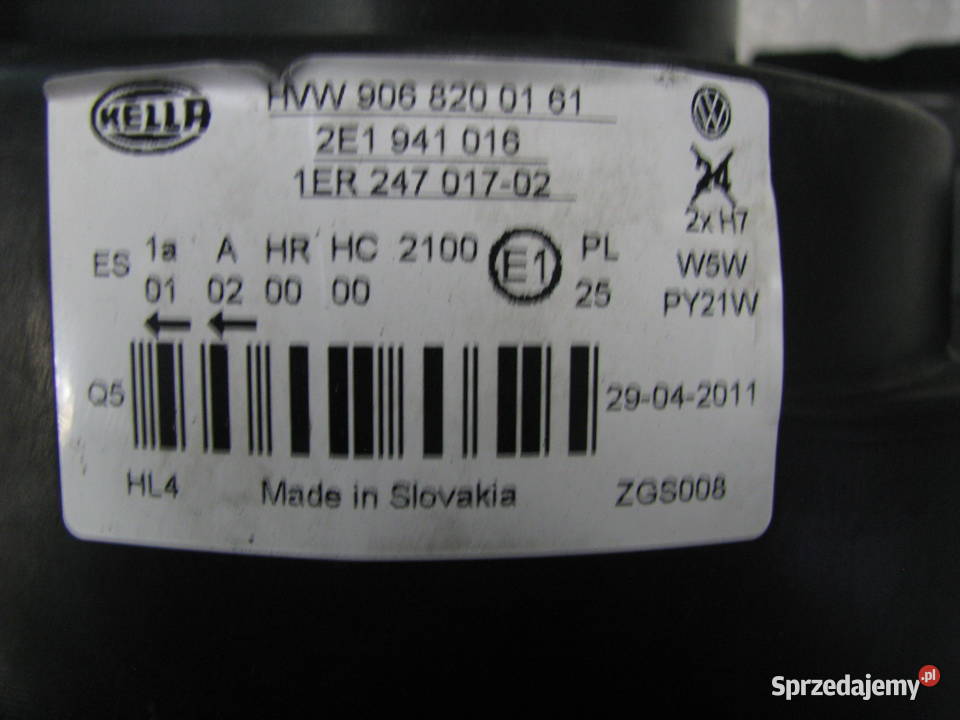 HELLA
HVW 906 820 01 61
2E1 941 016
1ER 247 017-02
24
2x H7
W5W
PY21W
ES 1a A HR HC 2100 E1 PL
01 02 00 00 25
Q5
29-04-2011
HL4 Made in Slovakia ZGS008
Sprzedajemy.pl